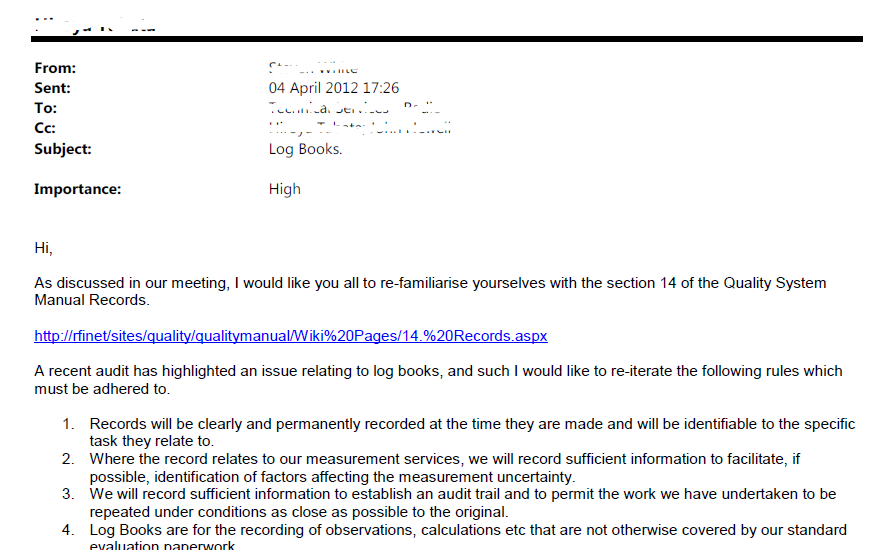 From:
Sent: 04 April 2012 17:26
To:
Cc:
Subject: Log Books.
Importance: High
Hi,
As discussed in our meeting, I would like you all to re-familiarise yourselves with the section 14 of the Quality System
Manual Records.
http://rfinet/sites/quality/qualitymanual/Wiki%20Pages/14.%20Records.aspx
A recent audit has highlighted an issue relating to log books, and such I would like to re-iterate the following rules which
must be adhered to.
1. Records will be clearly and permanently recorded at the time they are made and will be identifiable to the specific
task they relate to.
2. Where the record relates to our measurement services, we will record sufficient information to facilitate, if
possible, identification of factors affecting the measurement uncertainty.
3. We will record sufficient information to establish an audit trail and to permit the work we have undertaken to be
repeated under conditions as close as possible to the original.
4. Log Books are for the recording of observations, calculations etc that are not otherwise covered by our standard
evaluation paperwork